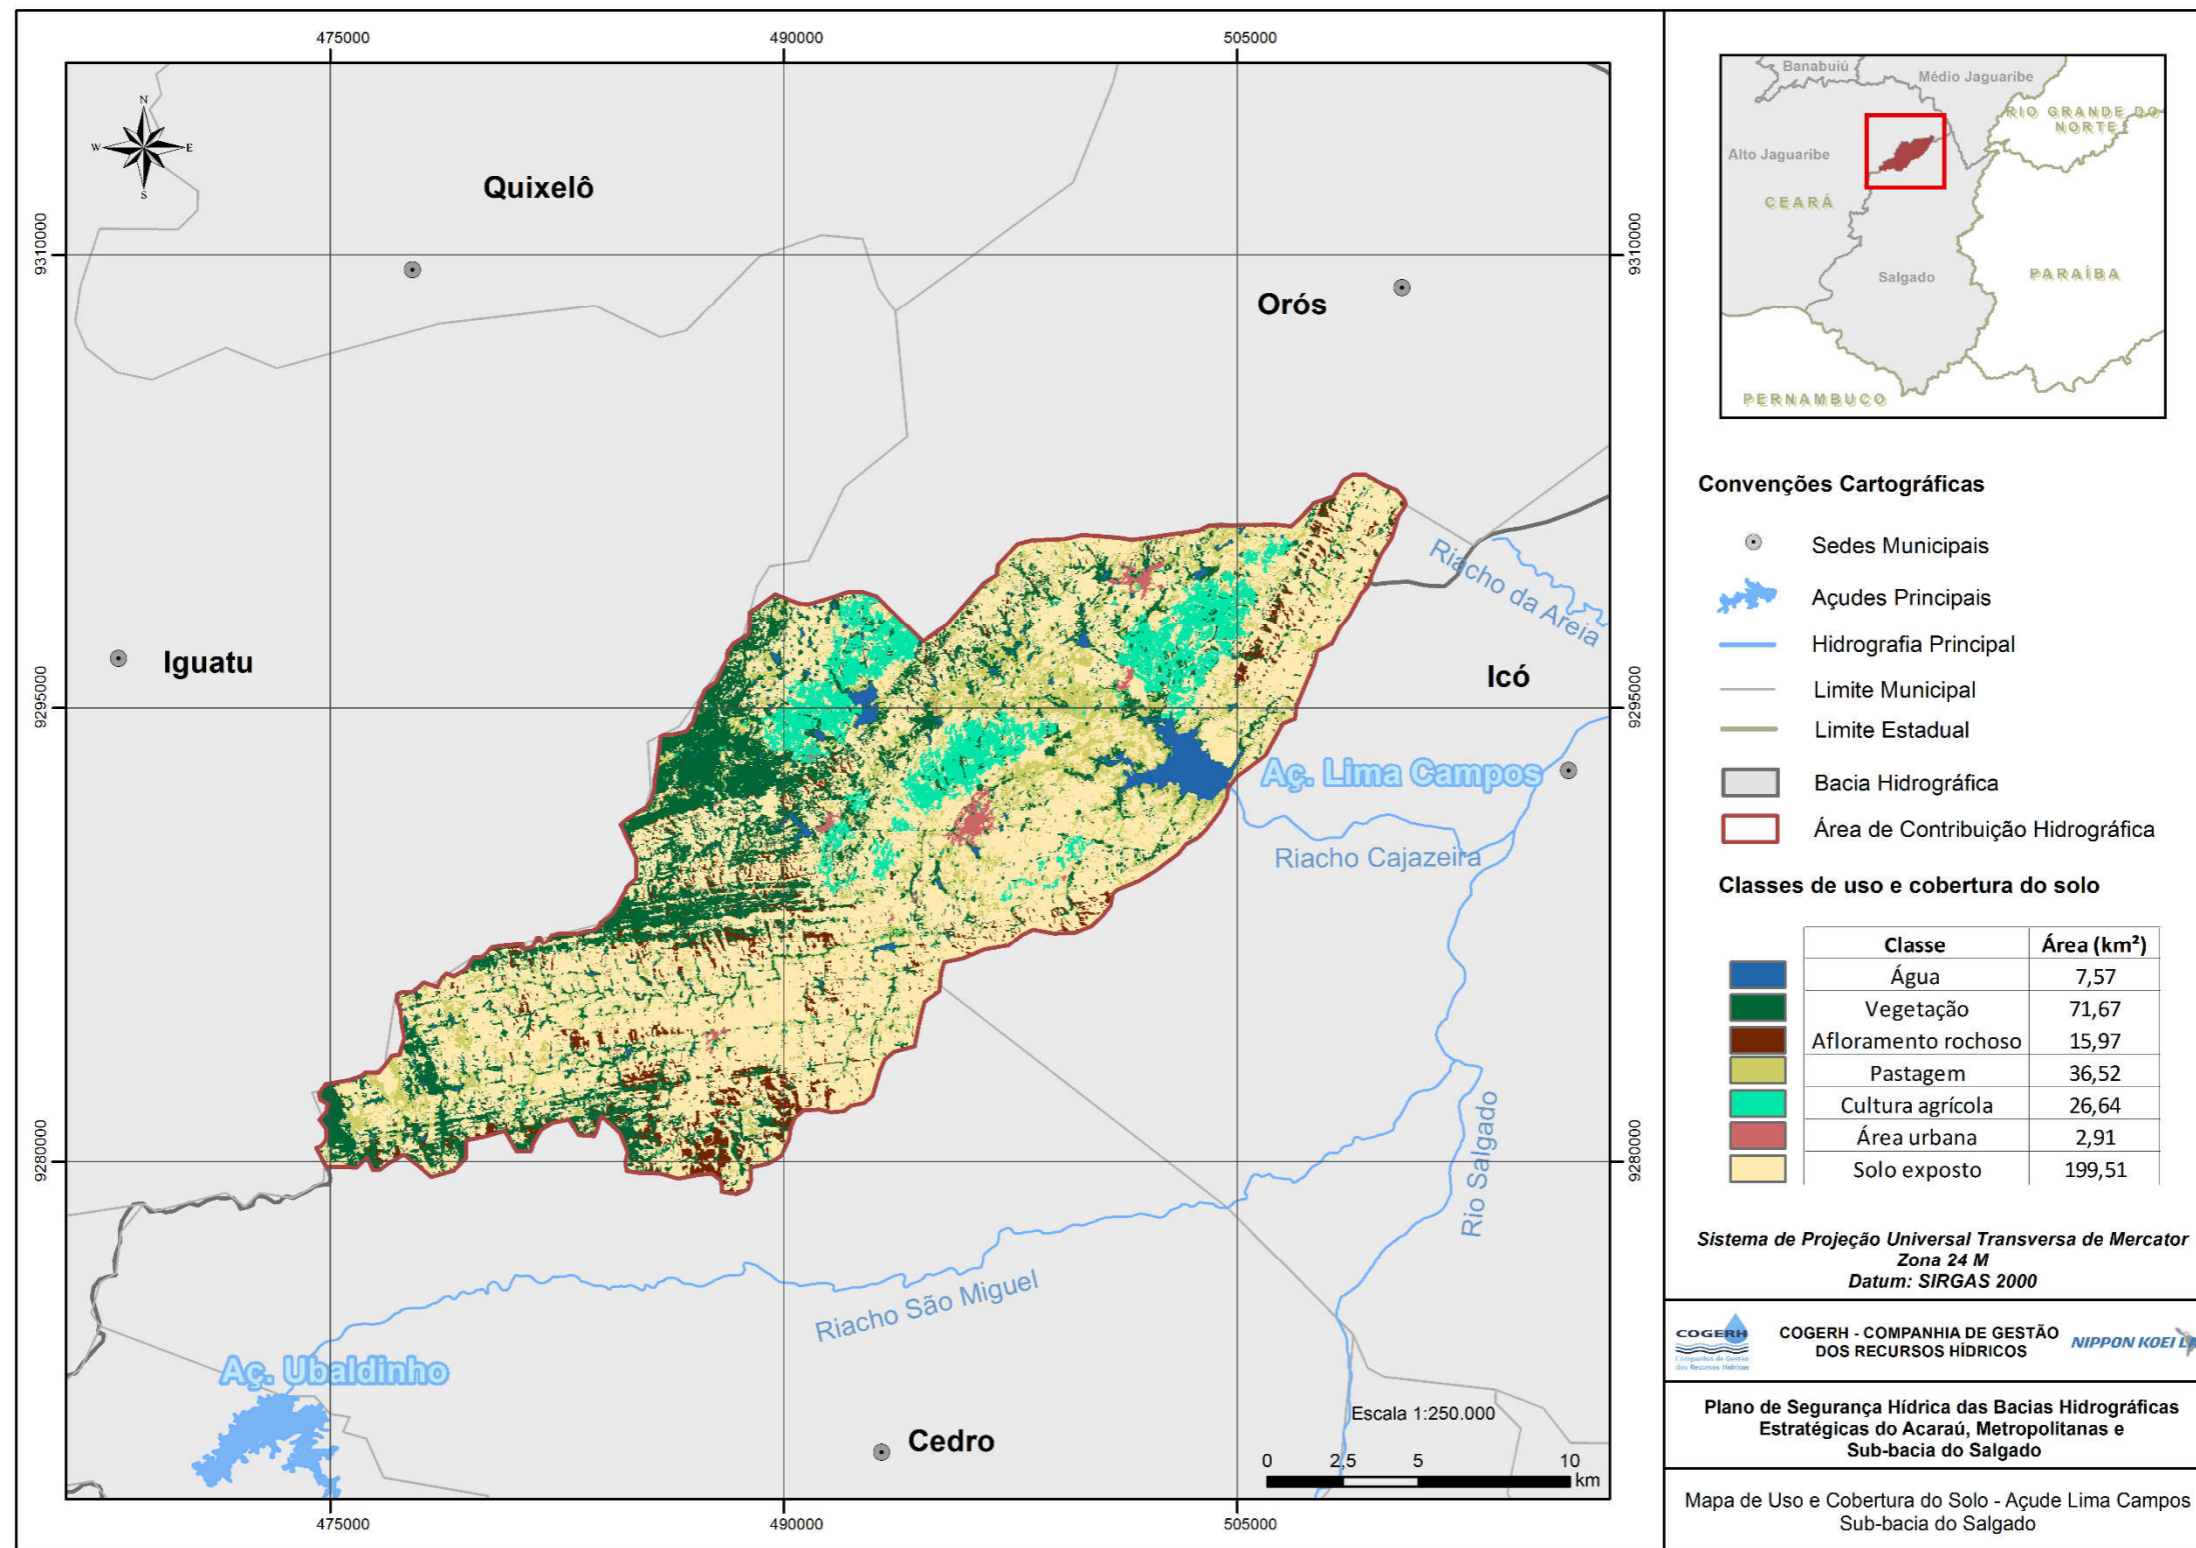 475000
490000
505000
N
W
E
S
Quixelô
9310000
9310000
Orós
Iguatu
9295000
9295000
Riacho da Areia
Icó
Aç. Lima Campos
Riacho Cajazeira
9280000
9280000
Rio Salgado
Riacho São Miguel
Aç. Ubaldinho
Cedro
Escala 1:250.000
0 2,5 5 10
km
475000
490000
505000
Banabuiú
Médio Jaguaribe
RIO GRANDE DO
NORTE
Alto Jaguaribe
CEARÁ
PARAÍBA
Salgado
PERNAMBUCO
Convenções Cartográficas
Sedes Municipais
Açudes Principais
Hidrografia Principal
Limite Municipal
Limite Estadual
Bacia Hidrográfica
Área de Contribuição Hidrográfica
Classes de uso e cobertura do solo
Classe Área (km²)
Água 7,57
Vegetação 71,67
Afloramento rochoso 15,97
Pastagem 36,52
Cultura agrícola 26,64
Área urbana 2,91
Solo exposto 199,51
Sistema de Projeção Universal Transversa de Mercator
Zona 24 M
Datum: SIRGAS 2000
COGERH
Companhia de Gestão
dos Recursos Hídricos
COGERH - COMPANHIA DE GESTÃO
DOS RECURSOS HÍDRICOS
NIPPON KOEI
Plano de Segurança Hídrica das Bacias Hidrográficas
Estratégicas do Acaraú, Metropolitanas e
Sub-bacia do Salgado
Mapa de Uso e Cobertura do Solo - Açude Lima Campos
Sub-bacia do Salgado